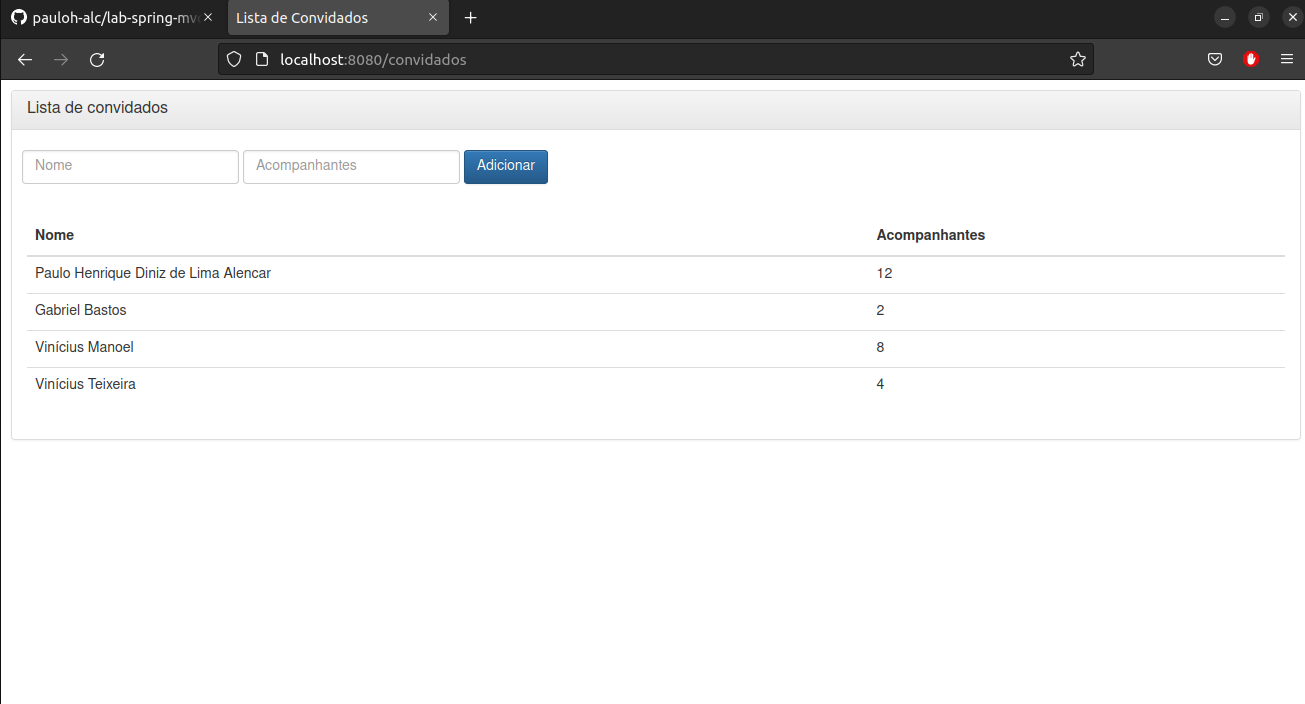 pauloh-alc/lab-spring-mv
Lista de Convidados
localhost:8080/convidados
Lista de convidados
Nome Acompanhantes Adicionar
Nome Acompanhantes
Paulo Henrique Diniz de Lima Alencar 12
Gabriel Bastos 2
Vinícius Manoel 8
Vinícius Teixeira 4